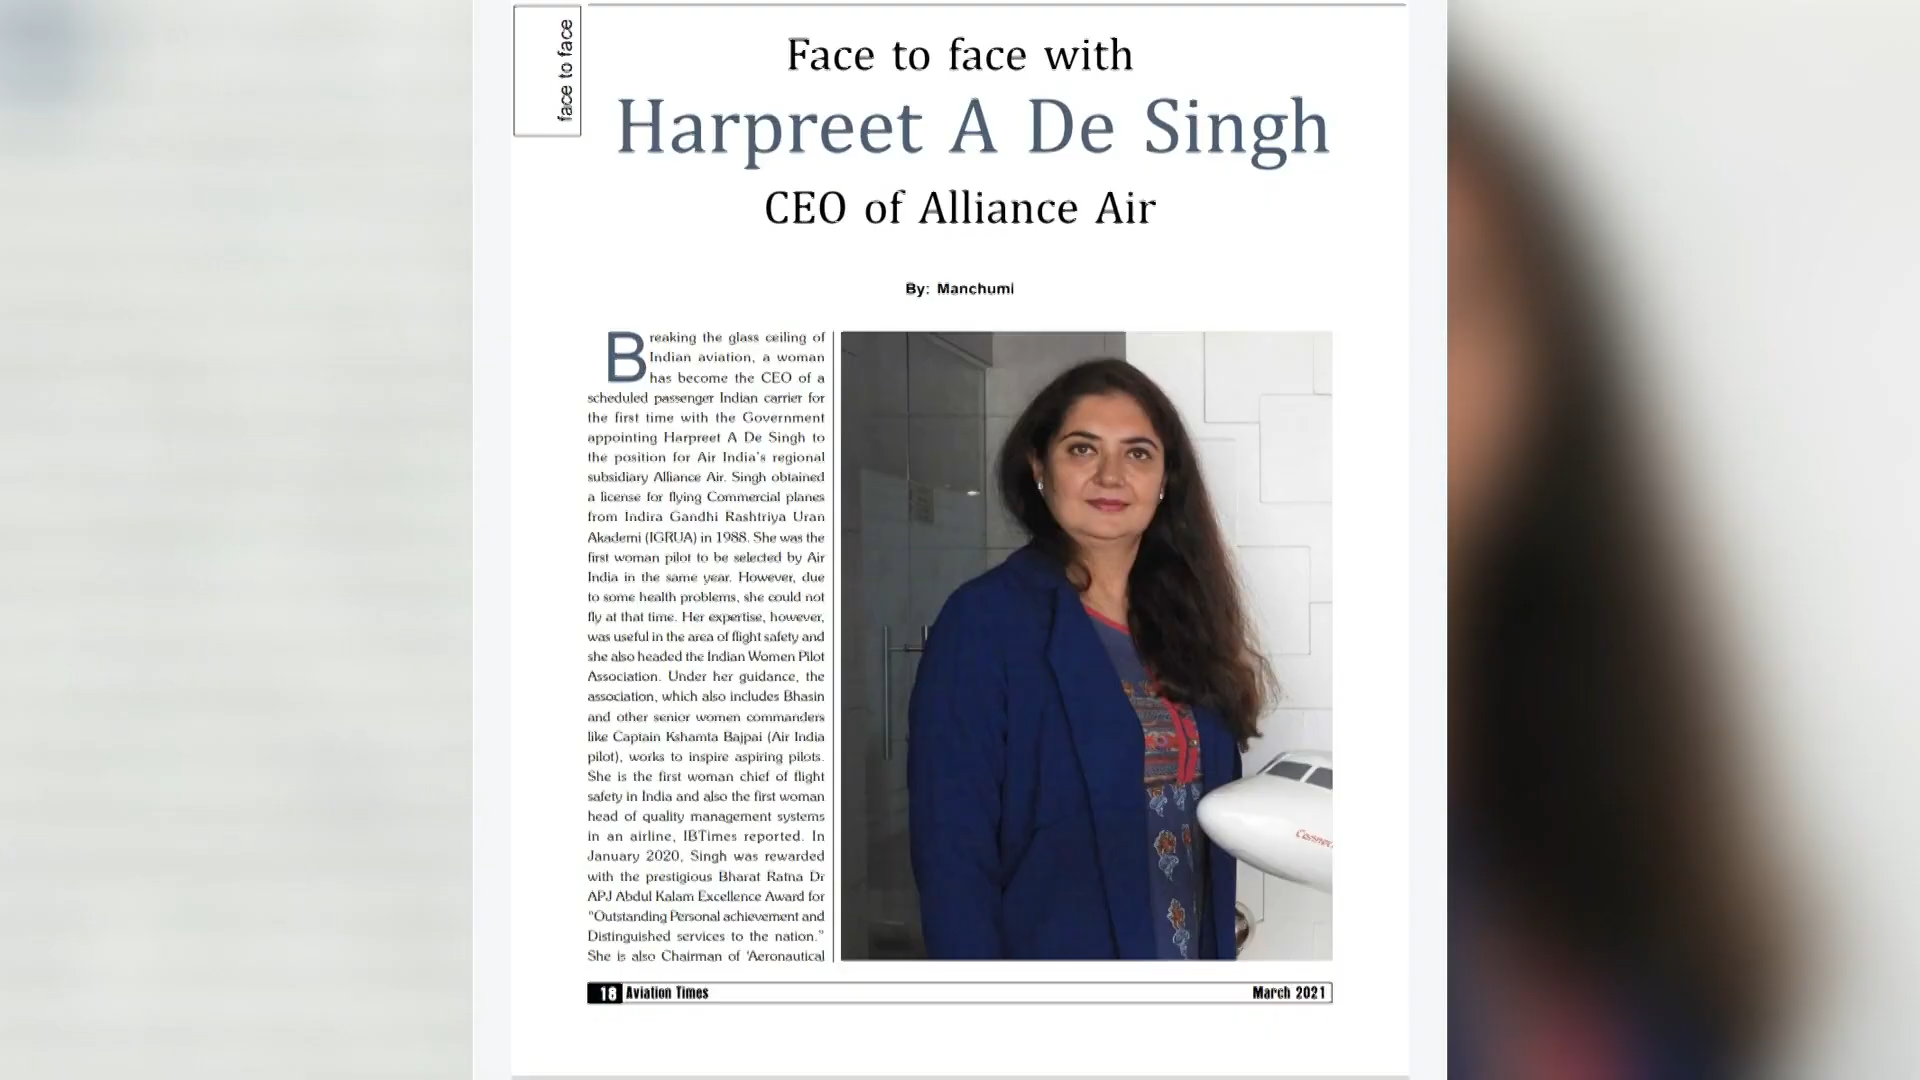 face to face
Face to face with
Harpreet A De Singh
CEO of Alliance Air
By: Manchumi
Breaking the glass ceiling of
Indian aviation, a woman
has become the CEO of a
scheduled passenger Indian carrier for
the first time with the Government
appointing Harpreet A De Singh to
the position for Air India's regional
subsidiary Alliance Air. Singh obtained
a license for flying Commercial planes
from Indira Gandhi Rashtriya Uran
Akademi (IGRUA) in 1988. She was the
first woman pilot to be selected by Air
India in the same year. However, due
to some health problems, she could not
fly at that time. Her expertise, however,
was useful in the area of flight safety and
she also headed the Indian Women Pilot
Association. Under her guidance, the
association, which also includes Bhasin
and other senior women commanders
like Captain Kshamta Bajpai (Air India
pilot), works to inspire aspiring pilots.
She is the first woman chief of flight
safety in India and also the first woman
head of quality management systems
in an airline, IBTimes reported. In
January 2020, Singh was rewarded
with the prestigious Bharat Ratna Dr
APJ Abdul Kalam Excellence Award for
"Outstanding Personal achievement and
Distinguished services to the nation."
She is also Chairman of 'Aeronautical
18 Aviation Times
March 2021